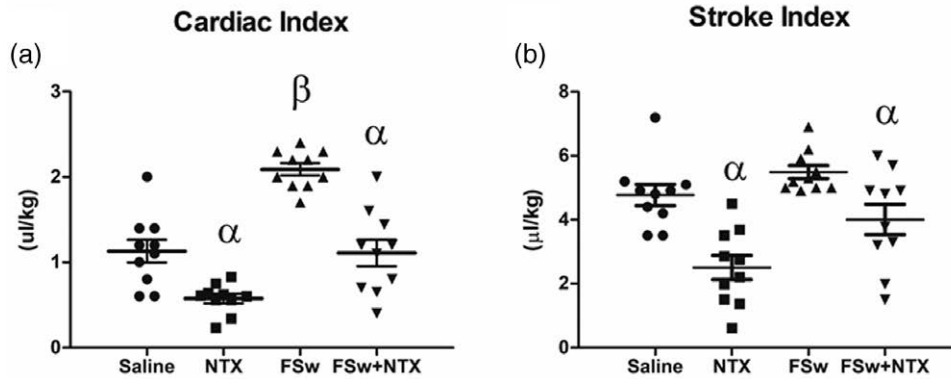 Cardiac Index
(a)
(ul/kg)
3
2
1
0
α
β
α
Saline NTX FSw FSw+NTX
Stroke Index
(b)
(µl/kg)
8
6
4
2
0
α
α
Saline NTX FSw FSw+NTX